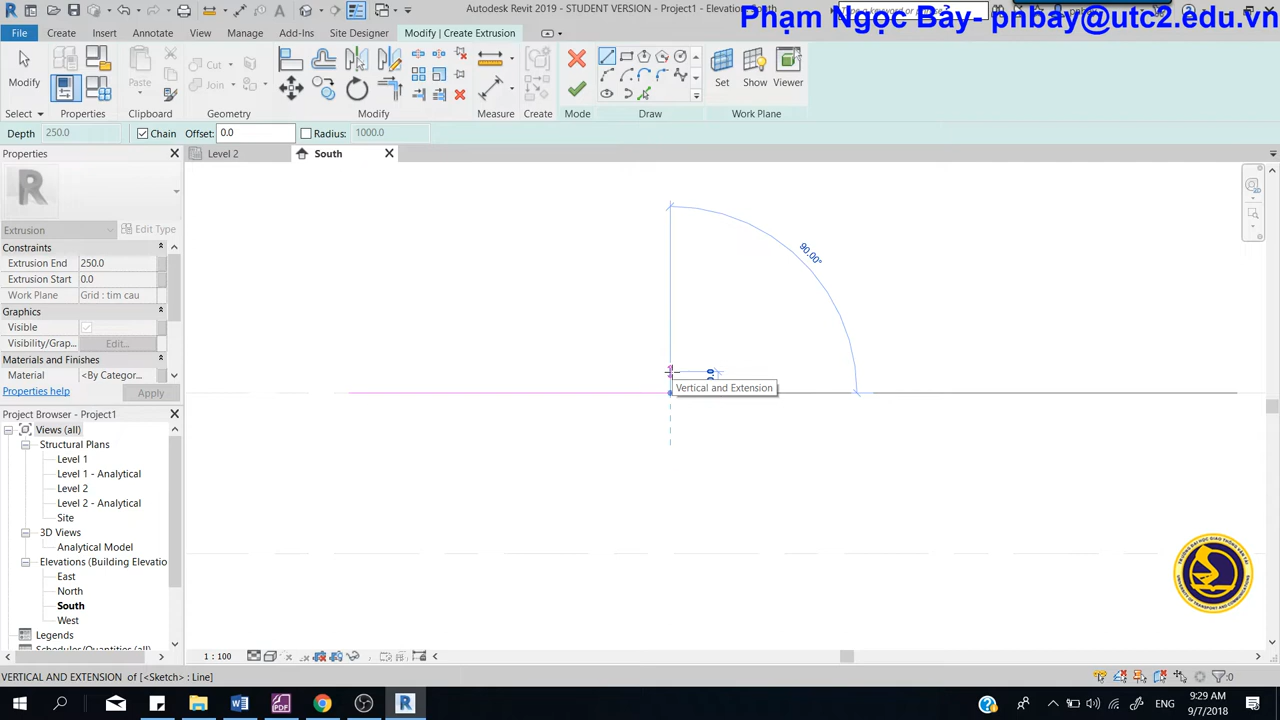 Autodesk Revit 2019 - STUDENT VERSION - Project1 - Elevation: South
Phạm Ngọc Bảy- pnbay@utc2.edu.vn
File Create Insert Annotate View Manage Add-Ins Site Designer Modify | Create Extrusion
Modify
Paste
Cut
Join
Set Show Viewer
Select Properties Clipboard Geometry Modify Measure Create Mode Draw Work Plane
Depth 250.0 Chain Offset: 0.0 Radius: 1000.0
Properties
Level 2
South
Extrusion
Edit Type
Constraints
Extrusion End 250.0
Extrusion Start 0.0
Work Plane Grid : tim cau
Graphics
Visible
Visibility/Grap... Edit...
Materials and Finishes
Material <By Categor...
Properties help
Apply
90.00°
Vertical and Extension
Project Browser - Project1
Views (all)
Structural Plans
Level 1
Level 1 - Analytical
Level 2
Level 2 - Analytical
Site
3D Views
Analytical Model
Elevations (Building Elevatio
East
North
South
West
Legends
Schedules/Quantities (all)
1 : 100
VERTICAL AND EXTENSION of [<Sketch> : Line]
:0
ENG
9:29 AM
9/7/2018